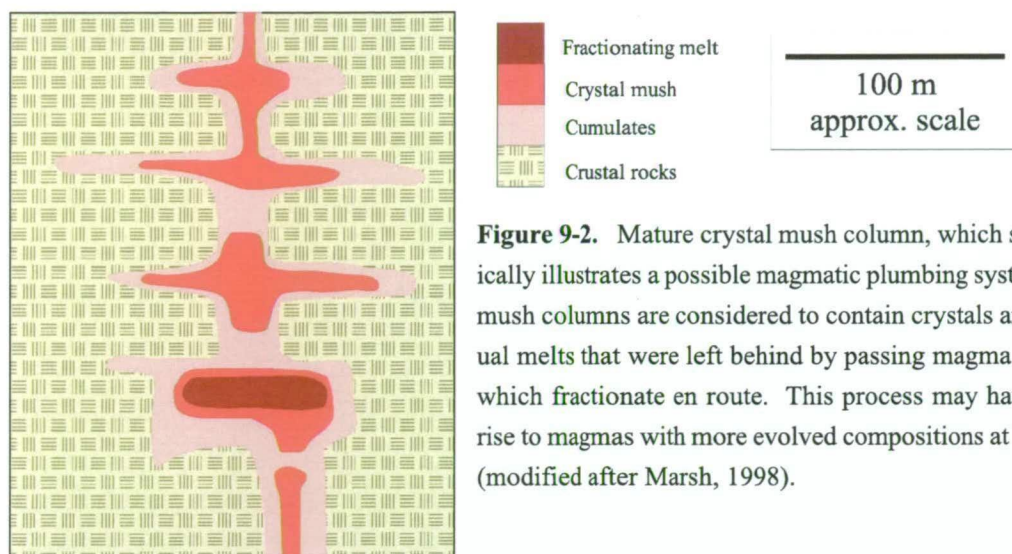 Fractionating melt
Crystal mush
Cumulates
Crustal rocks
100 m
approx. scale
Figure 9-2. Mature crystal mush column, which s
ically illustrates a possible magmatic plumbing syst
mush columns are considered to contain crystals a
ual melts that were left behind by passing magma
which fractionate en route. This process may ha
rise to magmas with more evolved compositions at
(modified after Marsh, 1998).